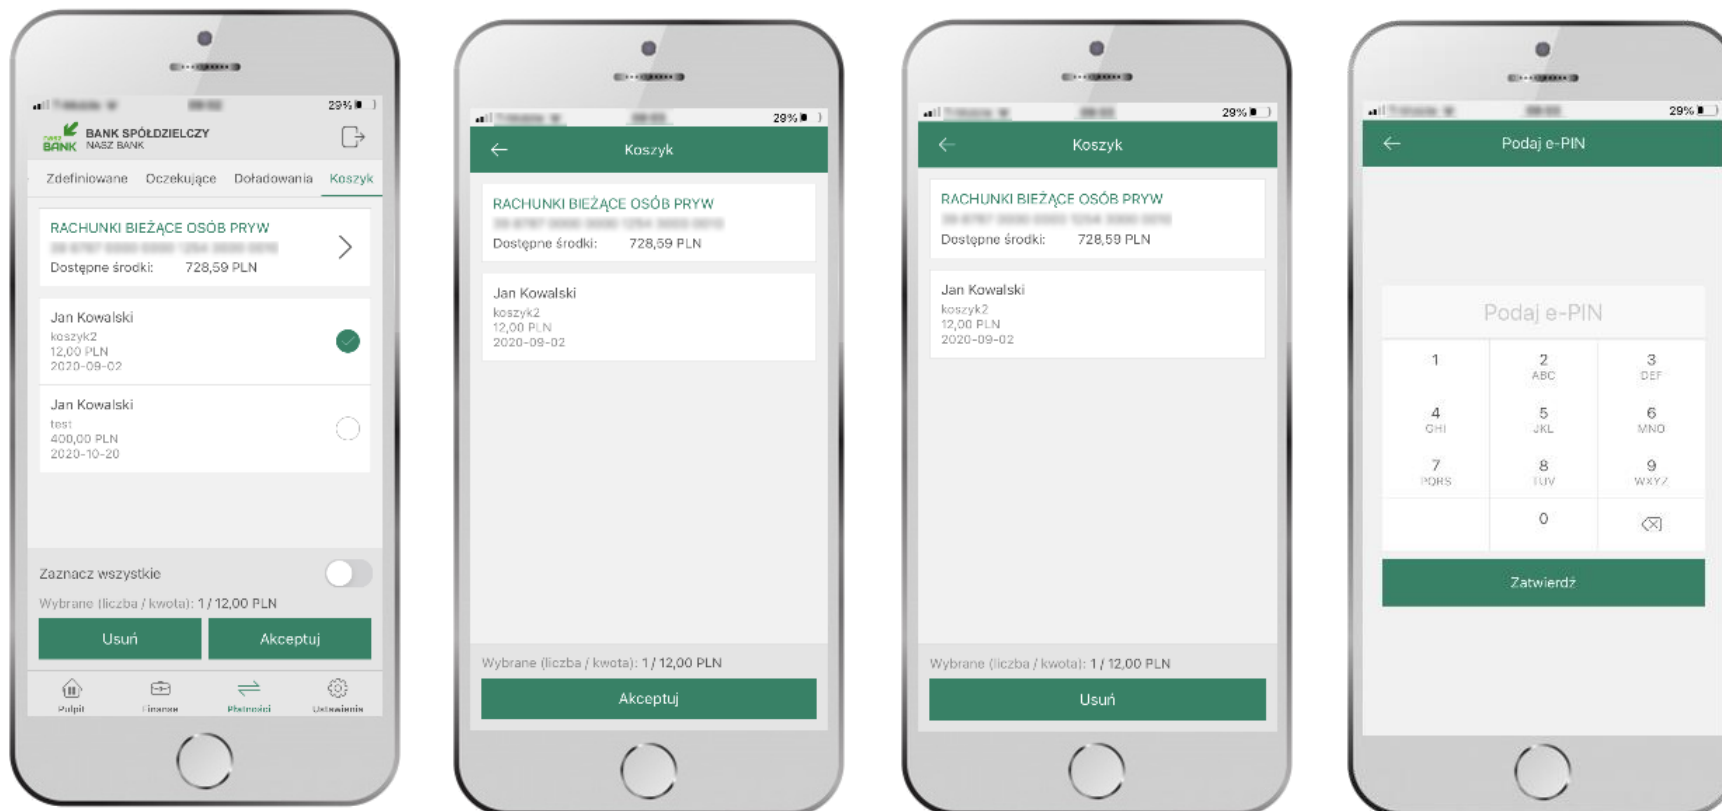 29%
nasz BANK
BANK SPÓŁDZIELCZY
NASZ BANK
Zdefiniowane Oczekujące Doładowania Koszyk
RACHUNKI BIEŻĄCE OSÓB PRYW
Dostępne środki: 728,59 PLN
Jan Kowalski
koszyk2
12,00 PLN
2020-09-02
Jan Kowalski
test
400,00 PLN
2020-10-20
Zaznacz wszystkie
Wybrane (liczba / kwota): 1 / 12,00 PLN
Usuń Akceptuj
Pulpit Finanse Płatności Ustawienia
29%
Koszyk
RACHUNKI BIEŻĄCE OSÓB PRYW
Dostępne środki: 728,59 PLN
Jan Kowalski
koszyk2
12,00 PLN
2020-09-02
Wybrane (liczba / kwota): 1 / 12,00 PLN
Akceptuj
29%
Koszyk
RACHUNKI BIEŻĄCE OSÓB PRYW
Dostępne środki: 728,59 PLN
Jan Kowalski
koszyk2
12,00 PLN
2020-09-02
Wybrane (liczba / kwota): 1 / 12,00 PLN
Usuń
29%
Podaj e-PIN
Podaj e-PIN
1 2 3
ABC DEF
4 5 6
GHI JKL MNO
7 8 9
PQRS TUV WXYZ
0
Zatwierdź